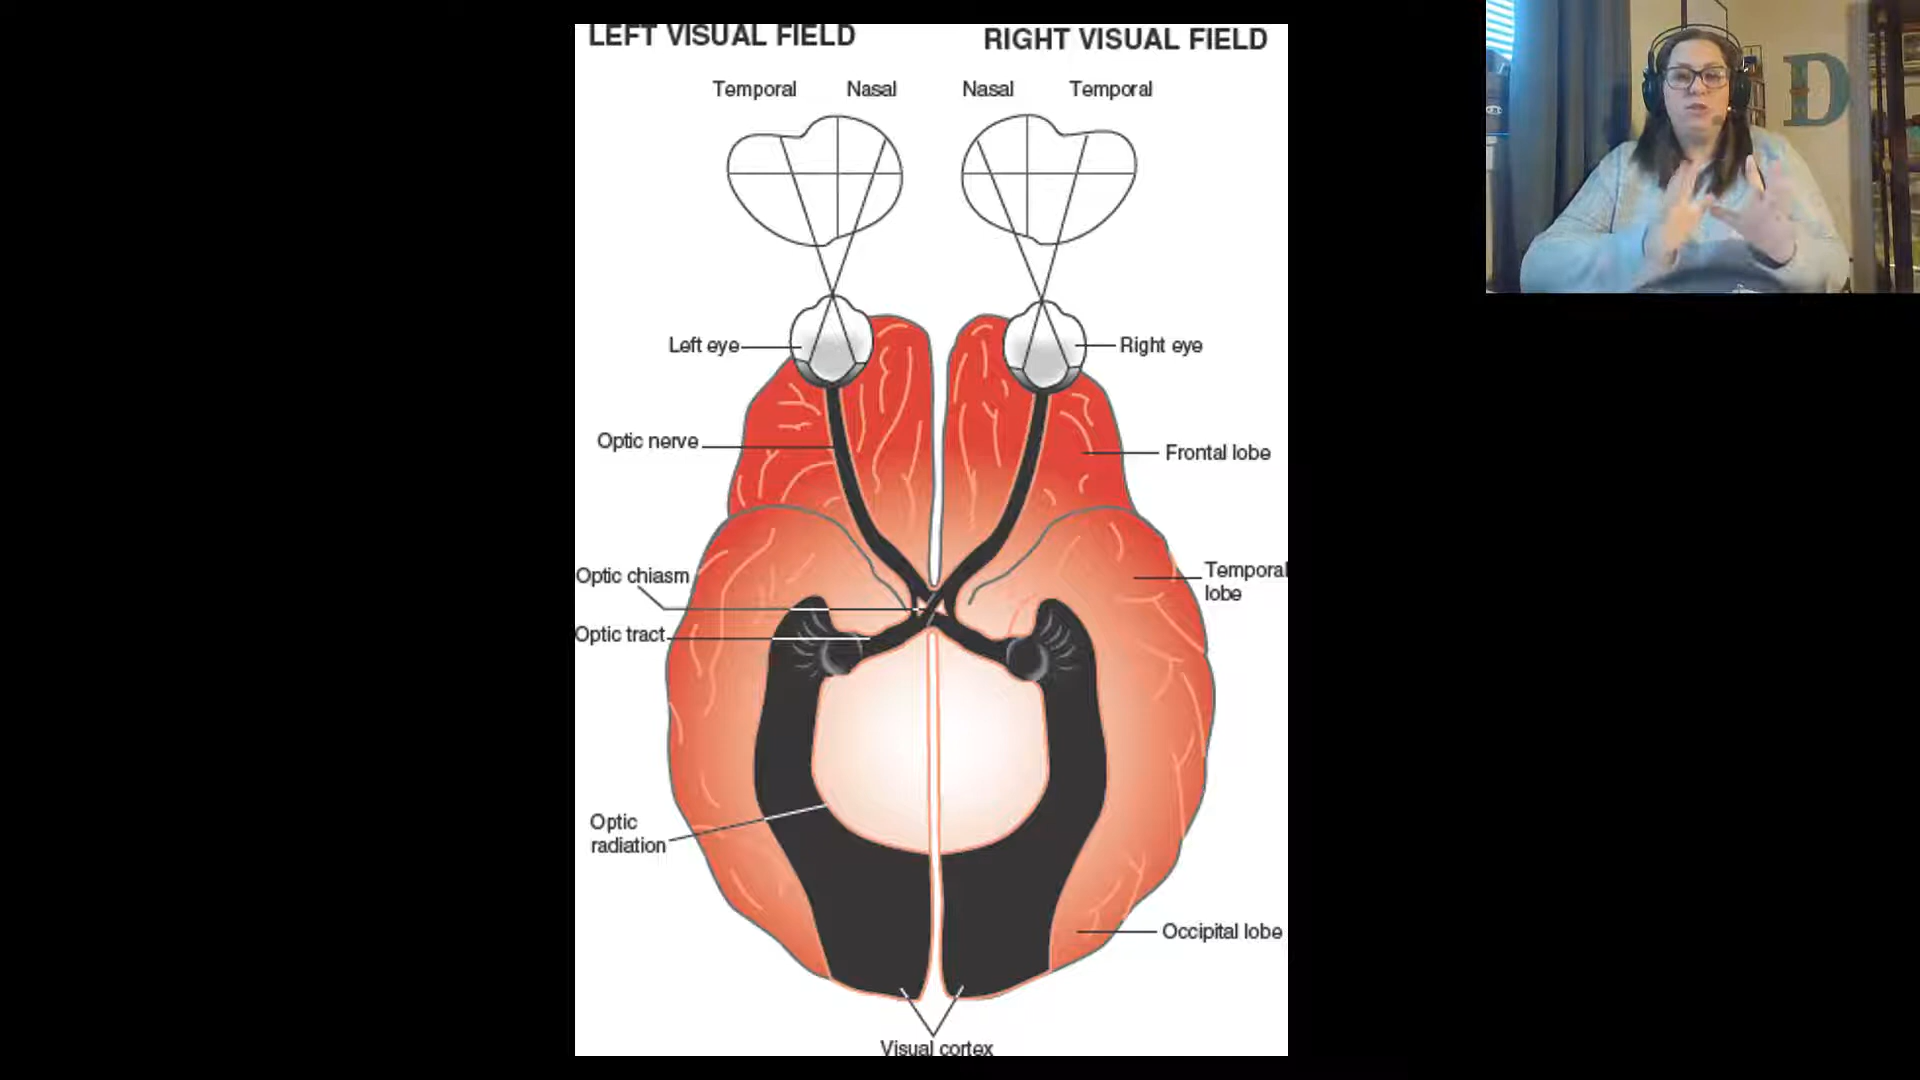 LEFT VISUAL FIELD
RIGHT VISUAL FIELD
Temporal
Nasal
Nasal
Temporal
Left eye
Right eye
Optic nerve
Frontal lobe
Optic chiasm
Temporal
lobe
Optic tract
Optic
radiation
Occipital lobe
Visual cortex
D